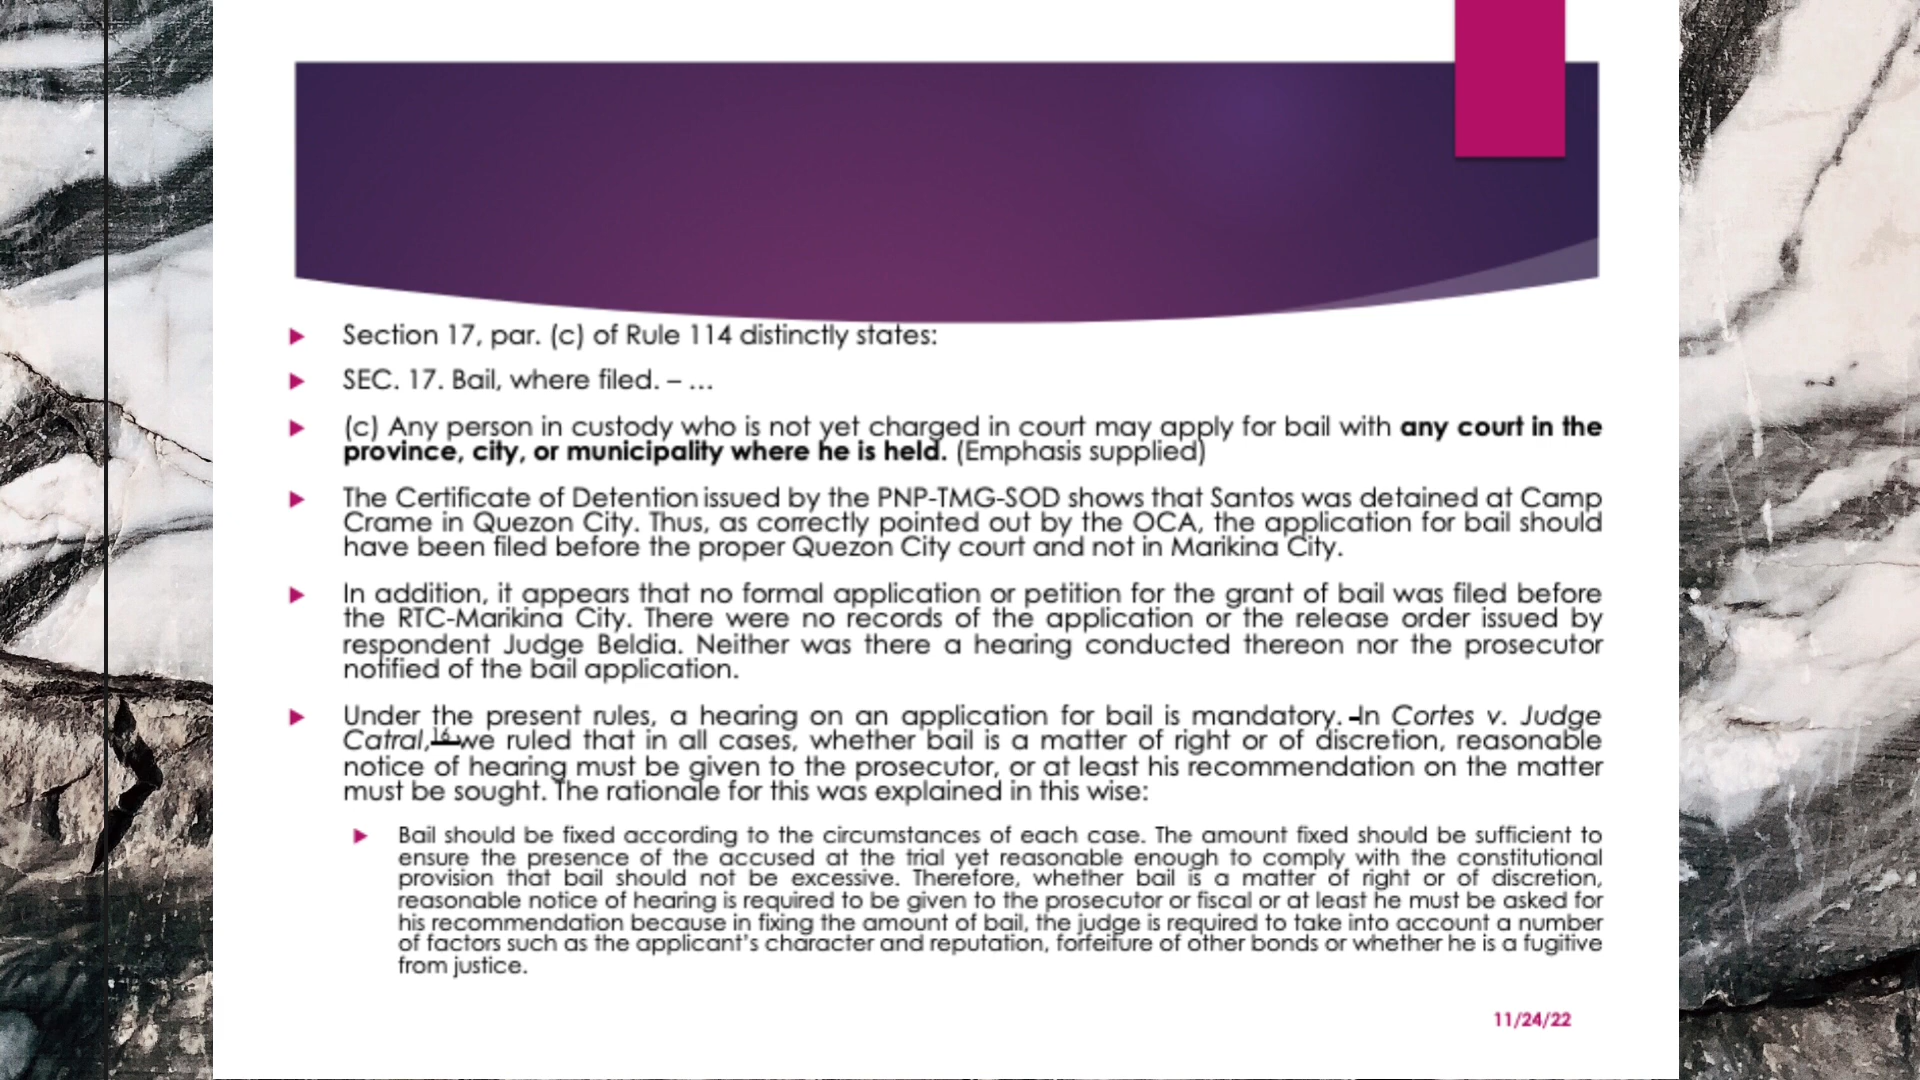 Section 17, par. (c) of Rule 114 distinctly states:
SEC. 17. Bail, where filed. – ...
(c) Any person in custody who is not yet charged in court may apply for bail with any court in the
province, city, or municipality where he is held. (Emphasis supplied)
The Certificate of Detention issued by the PNP-TMG-SOD shows that Santos was detained at Camp
Crame in Quezon City. Thus, as correctly pointed out by the OCA, the application for bail should
have been filed before the proper Quezon City court and not in Marikina City.
In addition, it appears that no formal application or petition for the grant of bail was filed before
the RTC-Marikina City. There were no records of the application or the release order issued by
respondent Judge Beldia. Neither was there a hearing conducted thereon nor the prosecutor
notified of the bail application.
Under the present rules, a hearing on an application for bail is mandatory. In Cortes v. Judge
Catral,16 we ruled that in all cases, whether bail is a matter of right or of discretion, reasonable
notice of hearing must be given to the prosecutor, or at least his recommendation on the matter
must be sought. The rationale for this was explained in this wise:
Bail should be fixed according to the circumstances of each case. The amount fixed should be sufficient to
ensure the presence of the accused at the trial yet reasonable enough to comply with the constitutional
provision that bail should not be excessive. Therefore, whether bail is a matter of right or of discretion,
reasonable notice of hearing is required to be given to the prosecutor or fiscal or at least he must be asked for
his recommendation because in fixing the amount of bail, the judge is required to take into account a number
of factors such as the applicant's character and reputation, forfeiture of other bonds or whether he is a fugitive
from justice.
11/24/22